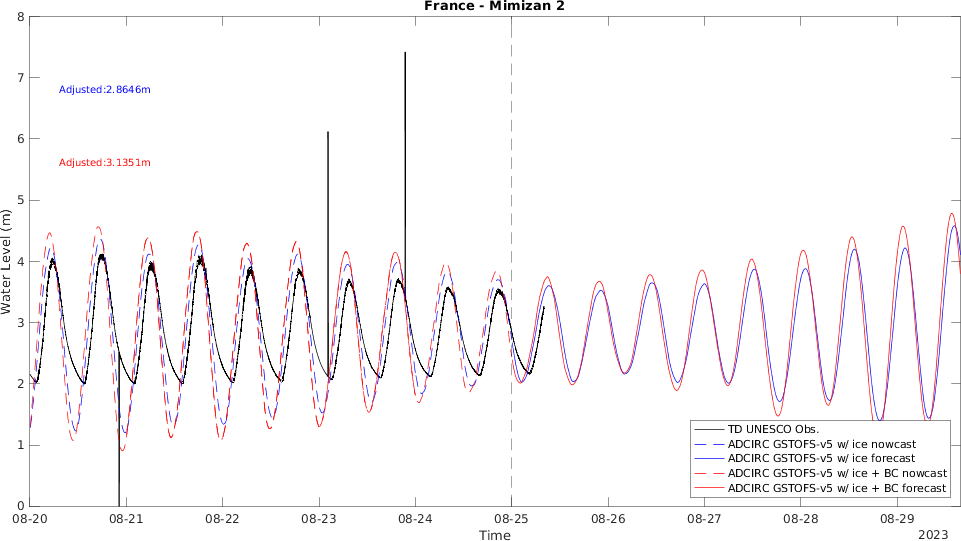 France - Mimizan 2
8
7
6
5
4
3
2
1
0
Water Level (m)
Adjusted:2.8646m
Adjusted:3.1351m
TD UNESCO Obs.
ADCIRC GSTOFS-v5 w/ ice nowcast
ADCIRC GSTOFS-v5 w/ ice forecast
ADCIRC GSTOFS-v5 w/ ice + BC nowcast
ADCIRC GSTOFS-v5 w/ ice + BC forecast
08-20 08-21 08-22 08-23 08-24 08-25 08-26 08-27 08-28 08-29
Time
2023